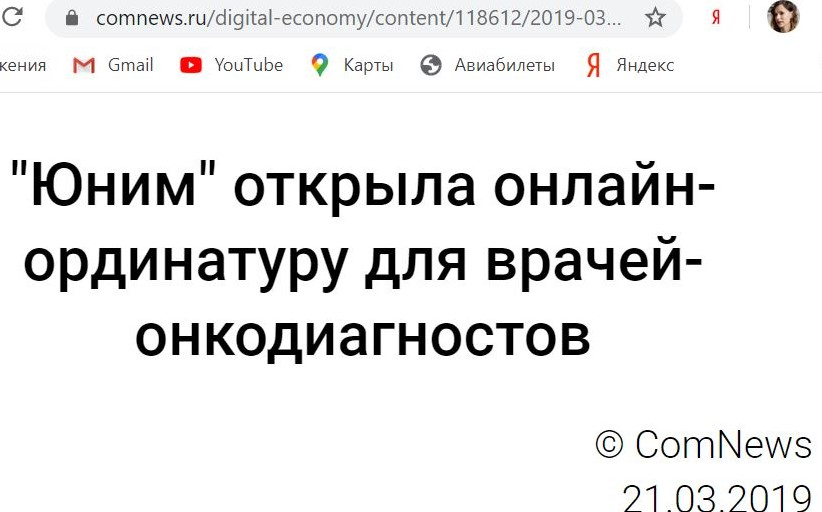 comnews.ru/digital-economy/content/118612/2019-03...
жения Gmail YouTube Карты Авиабилеты Яндекс
"Юним" открыла онлайн-
ординатуру для врачей-
онкодиагностов
© ComNews
21.03.2019